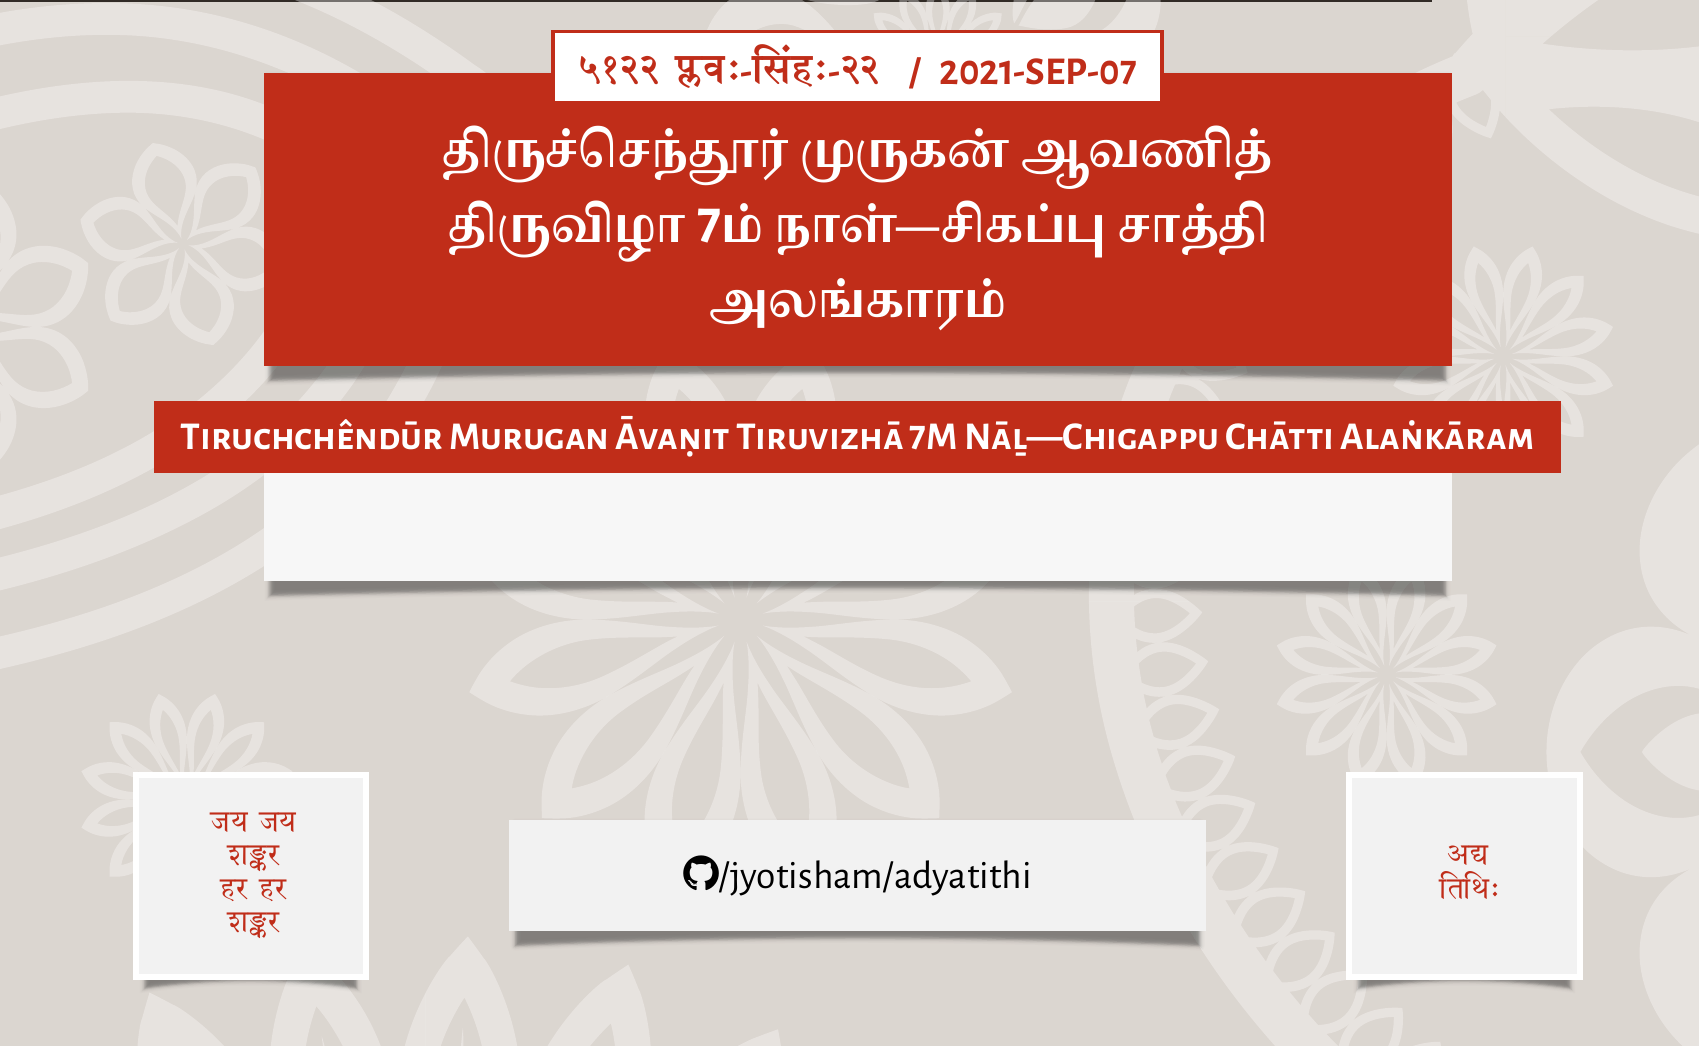 ५१२२ प्लवः-सिंहः-२२ / 2021-SEP-07
திருச்செந்தூர் முருகன் ஆவணித்
திருவிழா 7ம் நாள்—சிகப்பு சாத்தி
அலங்காரம்
Tiruchchêndūr Murugan Āvaṇit Tiruvizhā 7m Nāḻ—Chigappu Chātti Alaṅkāram
जय जय
शङ्कर
हर हर
शङ्कर
/jyotisham/adyatithi
अद्य
तिथिः